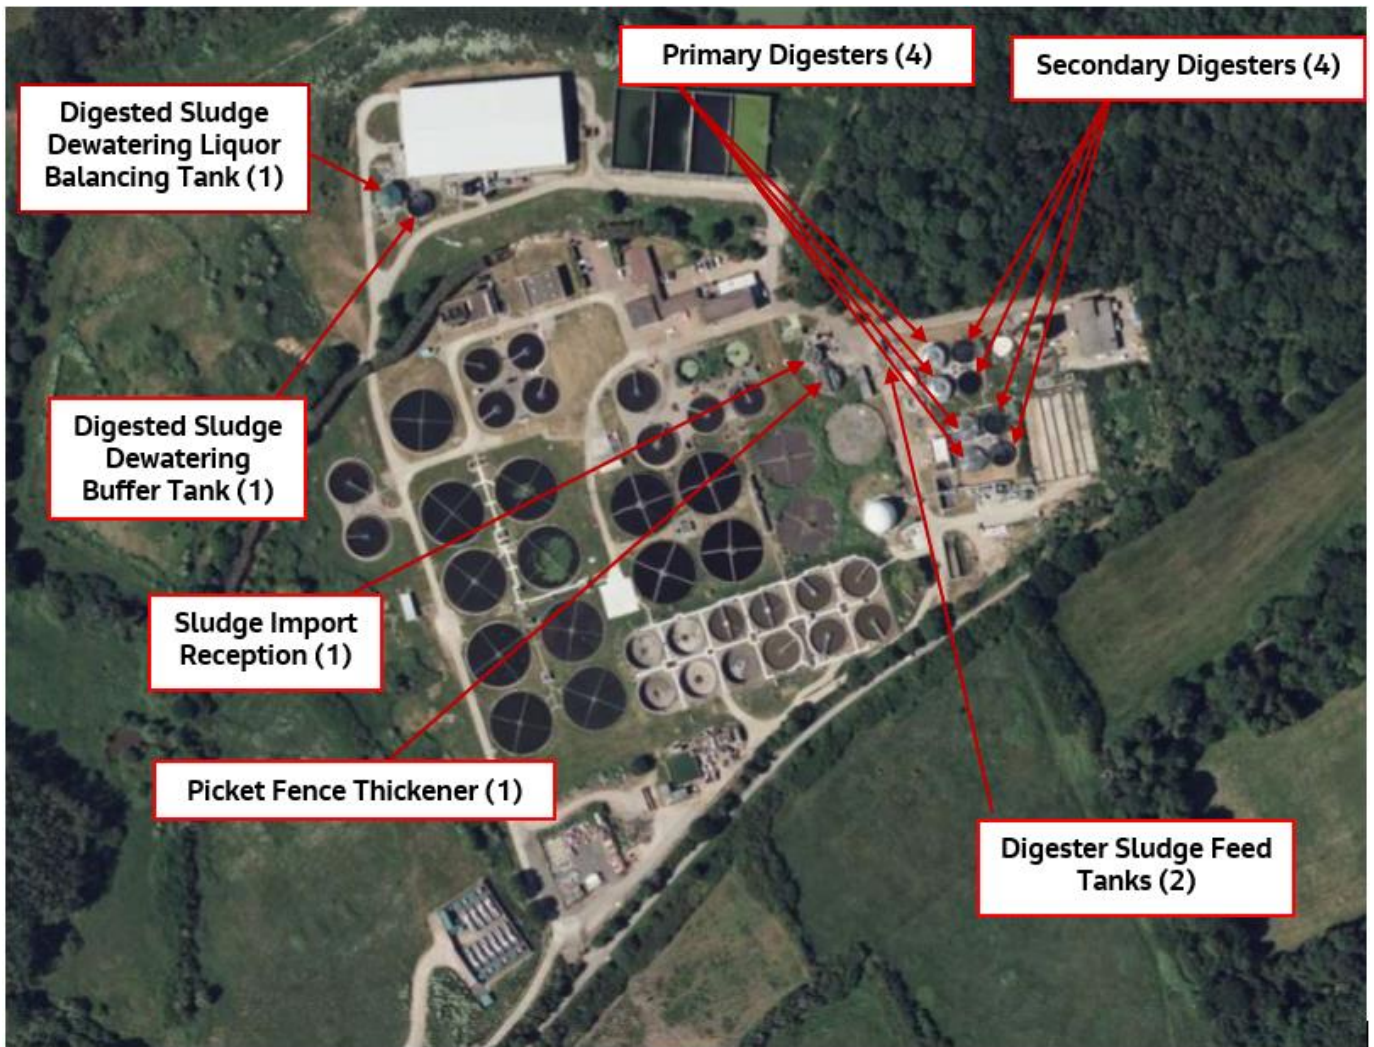 Primary Digesters (4)
Secondary Digesters (4)
Digested Sludge
Dewatering Liquor
Balancing Tank (1)
Digested Sludge
Dewatering
Buffer Tank (1)
Sludge Import
Reception (1)
Picket Fence Thickener (1)
Digester Sludge Feed
Tanks (2)